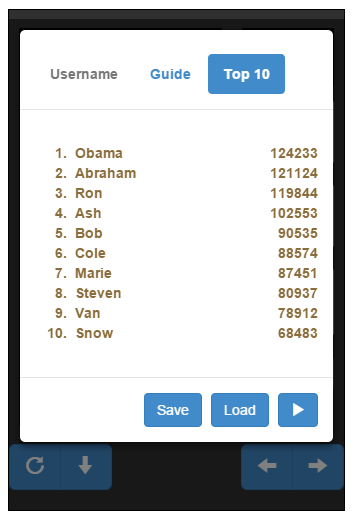 Username Guide Top 10
1. Obama 124233
2. Abraham 121124
3. Ron 119844
4. Ash 102553
5. Bob 90535
6. Cole 88574
7. Marie 87451
8. Steven 80937
9. Van 78912
10. Snow 68483
Save Load